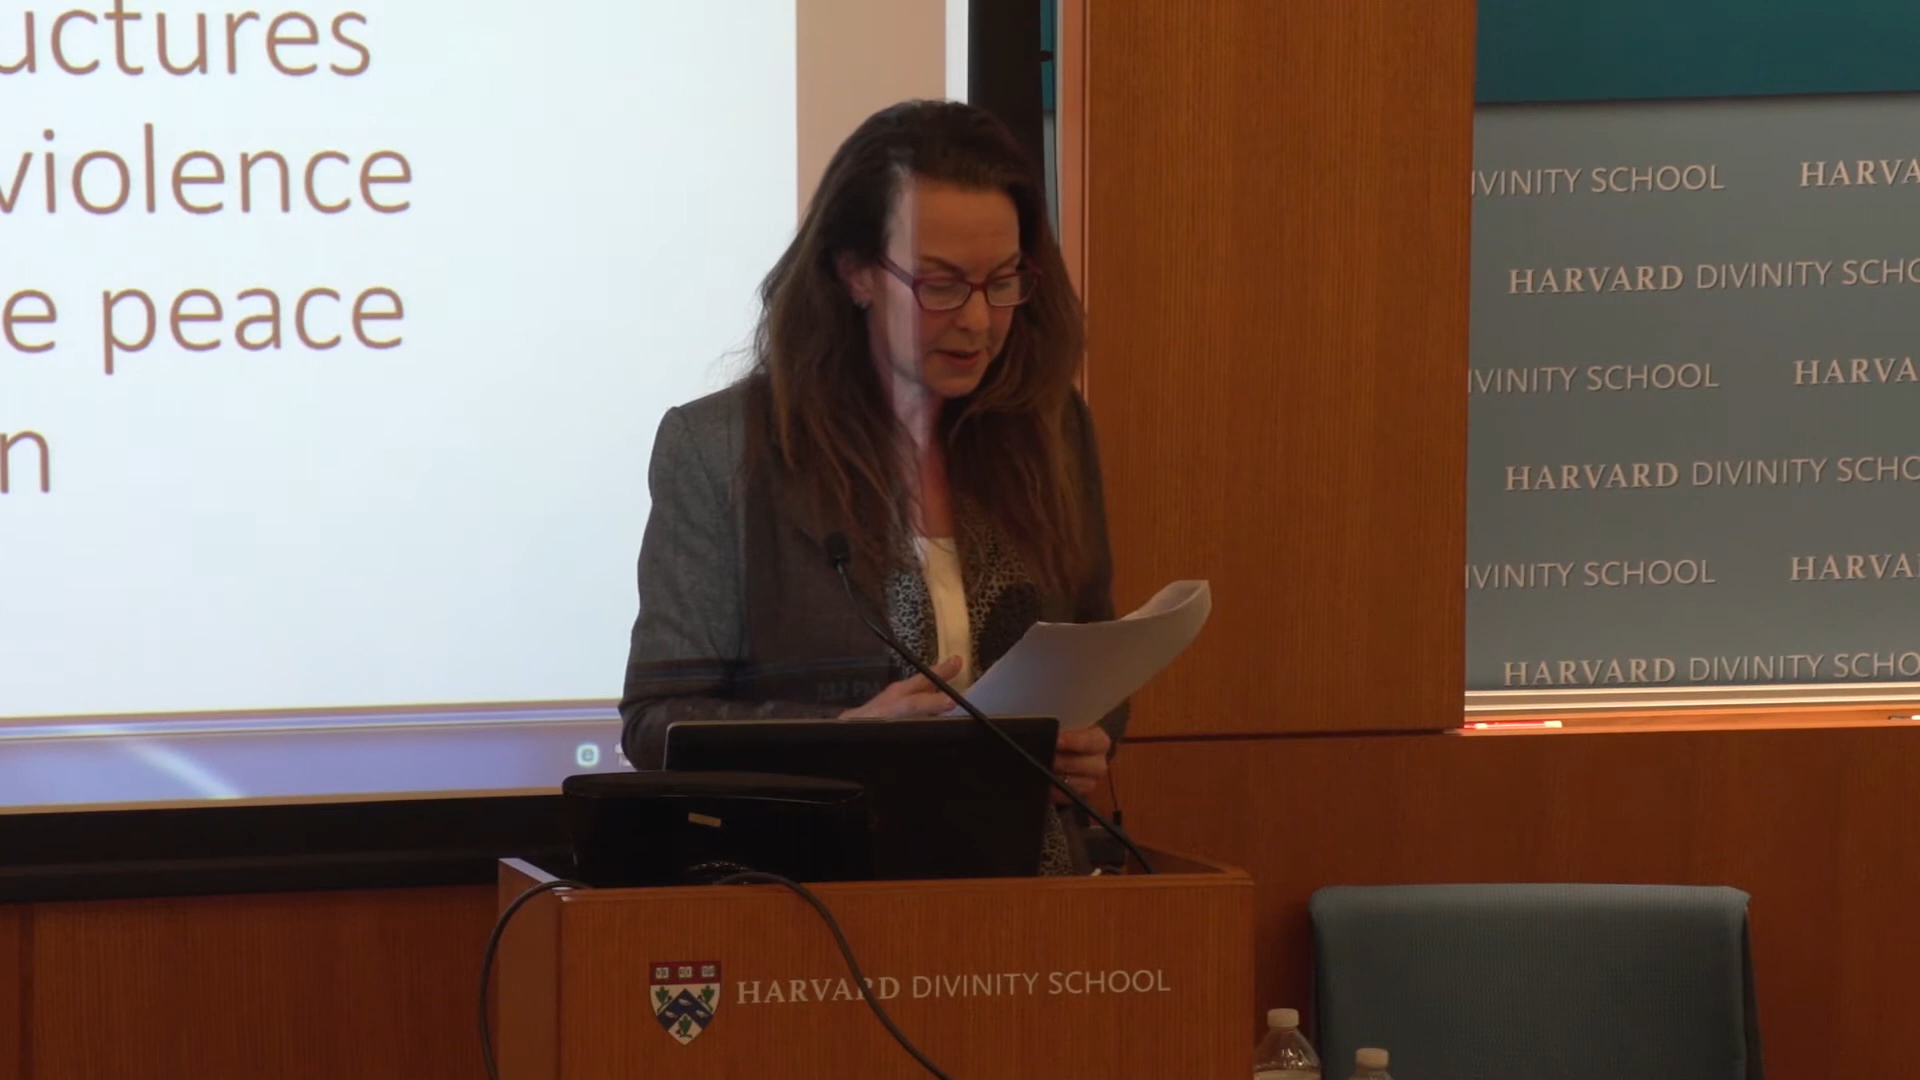 uctures
violence
e peace
n
IVINITY SCHOOL HARVA
HARVARD DIVINITY SCHO
IVINITY SCHOOL HARVA
HARVARD DIVINITY SCHO
IVINITY SCHOOL HARVA
HARVARD DIVINITY SCHO
HARVARD DIVINITY SCHOOL